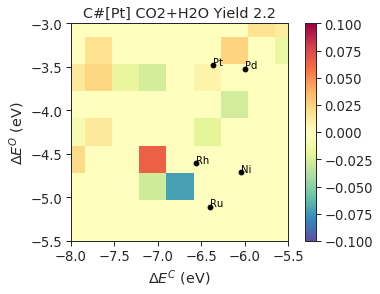 C#[Pt] CO2+H2O Yield 2.2
−3.0
−3.5
−4.0
−4.5
−5.0
−5.5
ΔE^O (eV)
Pt
Pd
Rh
Ni
Ru
−8.0 −7.5 −7.0 −6.5 −6.0 −5.5
ΔE^C (eV)
0.100
0.075
0.050
0.025
0.000
−0.025
−0.050
−0.075
−0.100